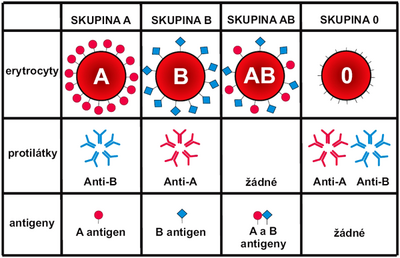 SKUPINA A SKUPINA B SKUPINA AB SKUPINA 0
erytrocyty A B AB 0
protilátky
Anti-B Anti-A žádné Anti-A Anti-B
antigeny
A antigen B antigen A a B antigeny žádné